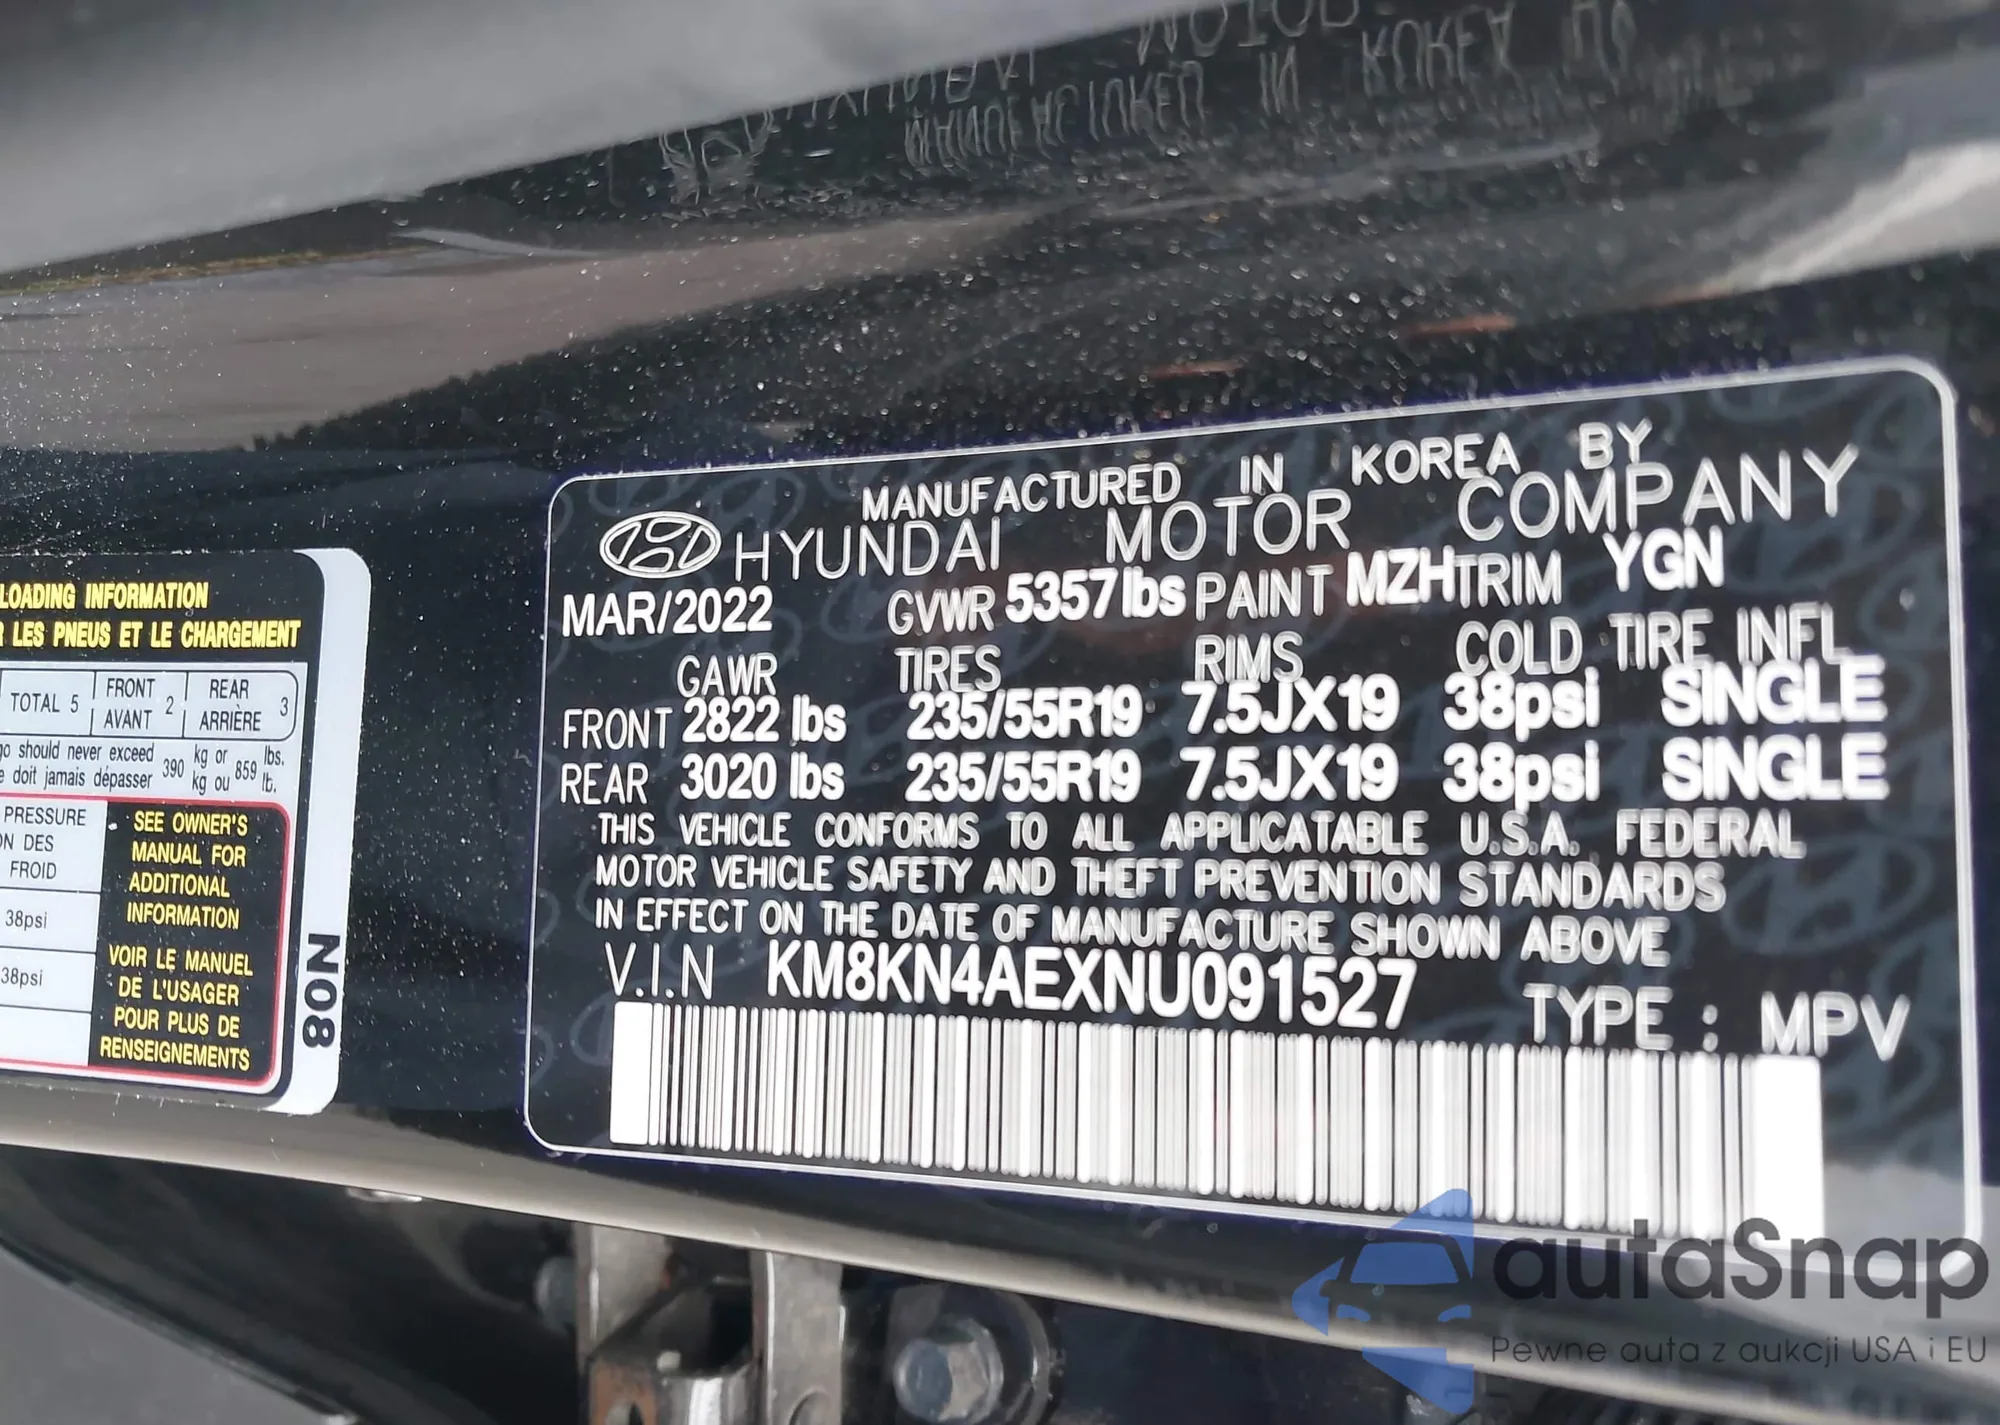 LOADING INFORMATION
LES PNEUS ET LE CHARGEMENT
TOTAL 5 FRONT AVANT 2 REAR ARRIÈRE 3
should never exceed 390 kg or 859 lbs.
doit jamais dépasser kg ou lb.
PRESSURE
DES
FROID
38psi
38psi
SEE OWNER'S
MANUAL FOR
ADDITIONAL
INFORMATION
VOIR LE MANUEL
DE L'USAGER
POUR PLUS DE
RENSEIGNEMENTS
N08
MANUFACTURED IN KOREA BY
HYUNDAI MOTOR COMPANY
MAR/2022 GVWR 5357lbs PAINT MZH TRIM YGN
GAWR TIRES RIMS COLD TIRE INFL
FRONT 2822 lbs 235/55R19 7.5JX19 38psi SINGLE
REAR 3020 lbs 235/55R19 7.5JX19 38psi SINGLE
THIS VEHICLE CONFORMS TO ALL APPLICATABLE U.S.A. FEDERAL
MOTOR VEHICLE SAFETY AND THEFT PREVENTION STANDARDS
IN EFFECT ON THE DATE OF MANUFACTURE SHOWN ABOVE
V.I.N KM8KN4AEXNU091527
TYPE : MPV
autaSnap
Pewne auta z aukcji USA i EU